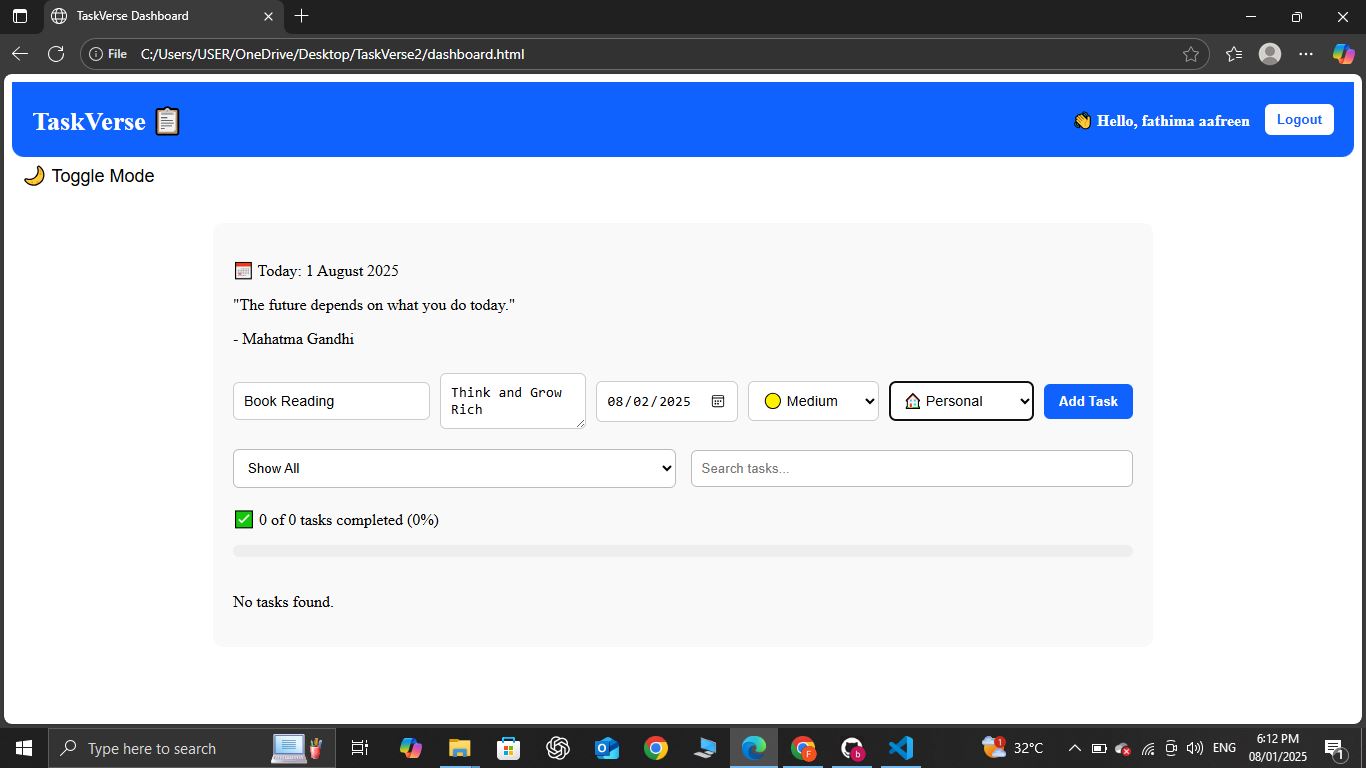 TaskVerse Dashboard
File C:/Users/USER/OneDrive/Desktop/TaskVerse2/dashboard.html
TaskVerse 📋
👋 Hello, fathima aafreen
Logout
🌙 Toggle Mode
📅 Today: 1 August 2025
"The future depends on what you do today."
- Mahatma Gandhi
Book Reading
Think and Grow
Rich
08/02/2025
🟡 Medium
🏠 Personal
Add Task
Show All
Search tasks...
✅ 0 of 0 tasks completed (0%)
No tasks found.
Type here to search
32°C
ENG
6:12 PM
08/01/2025